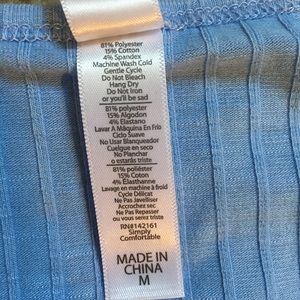 81% Polyester
15% Cotton
4% Spandex
Machine Wash Cold
Gentle Cycle
Do Not Bleach
Hang Dry
Do Not Iron
or you'll be sad
81% polyester
15% Algodon
4% Elastano
Lavar A Máquina En Frío
Ciclo Suave
No Usar Blanqueador
Cuelgue en seco
No Planchar
o estarás triste
81% poliéster
15% Coton
4% Élasthanne
Lavage en machine à froid
Cycle Délicat
Ne Pas Javelliser
Accrochez sec
Ne Pas Repasser
ou vous serez triste
RN#142161
Simply
Comfortable
MADE IN
CHINA
M